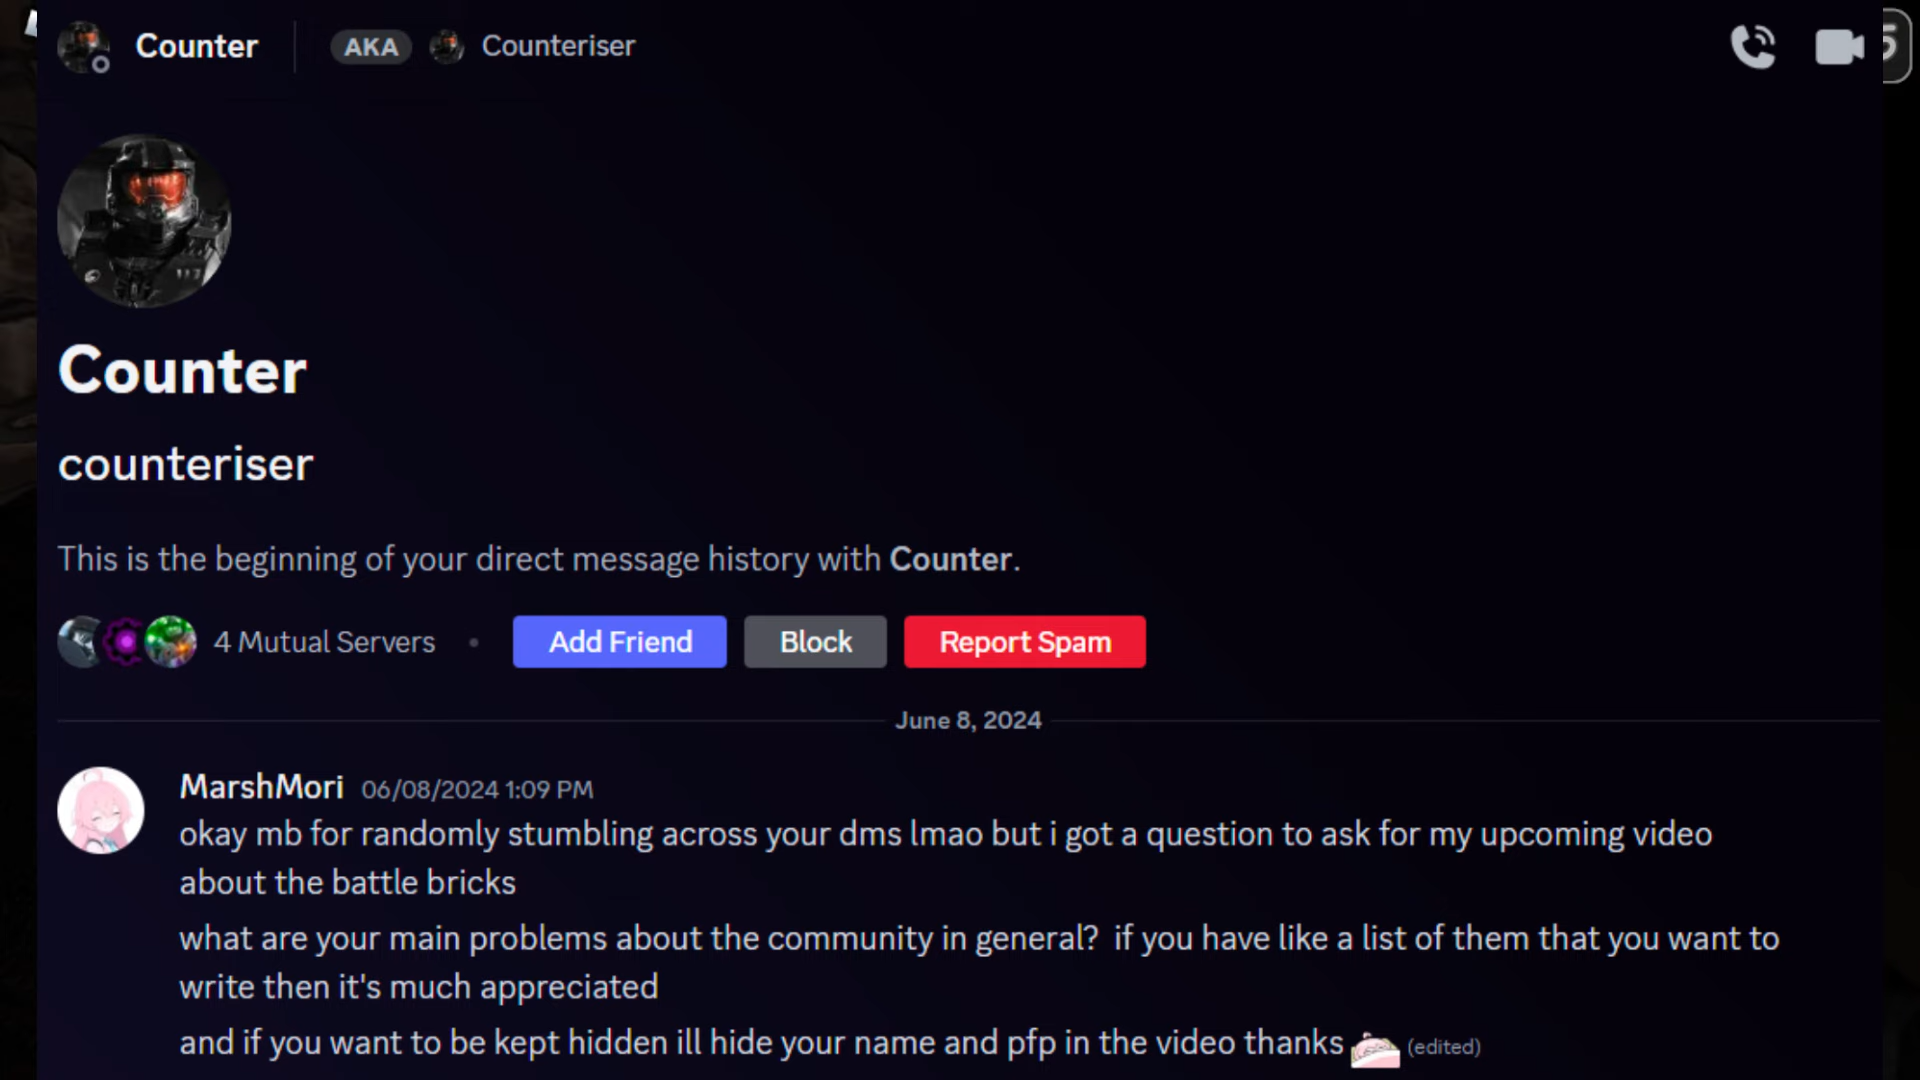 Counter AKA Counteriser
Counter
counteriser
This is the beginning of your direct message history with Counter.
4 Mutual Servers • Add Friend Block Report Spam
June 8, 2024
MarshMori 06/08/2024 1:09 PM
okay mb for randomly stumbling across your dms lmao but i got a question to ask for my upcoming video
about the battle bricks
what are your main problems about the community in general? if you have like a list of them that you want to
write then it's much appreciated
and if you want to be kept hidden ill hide your name and pfp in the video thanks (edited)